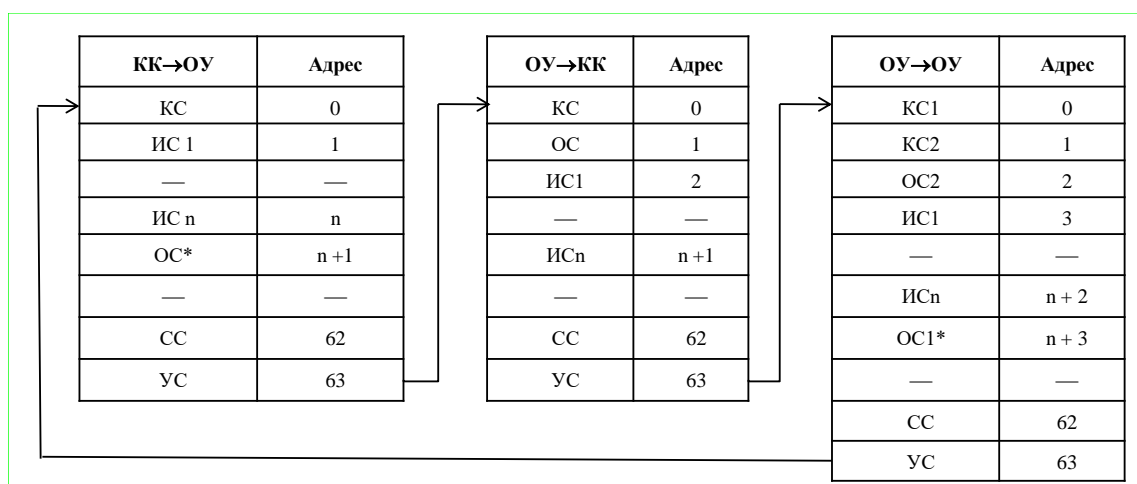 КК→ОУ Адрес
КС 0
ИС 1 1
— —
ИС n n
ОС* n +1
— —
СС 62
УС 63
ОУ→КК Адрес
КС 0
ОС 1
ИС1 2
— —
ИСn n +1
— —
СС 62
УС 63
ОУ→ОУ Адрес
КС1 0
КС2 1
ОС2 2
ИС1 3
— —
ИСn n + 2
ОС1* n + 3
— —
СС 62
УС 63